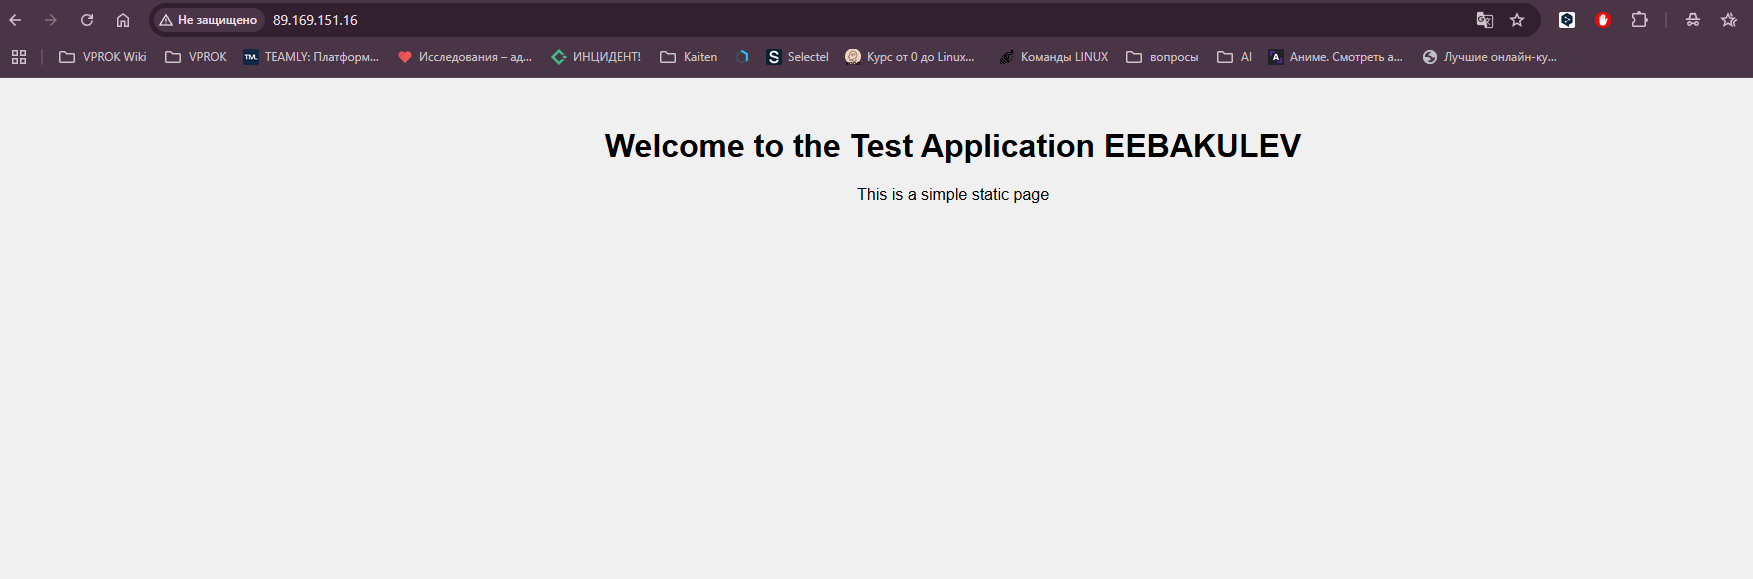 Не защищено 89.169.151.16
VPROK Wiki VPROK TEAMLY: Платформ... Исследования – ад... ИНЦИДЕНТ! Kaiten Selectel Курс от 0 до Linux... Команды LINUX вопросы AI Аниме. Смотреть а... Лучшие онлайн-ку...
Welcome to the Test Application EEBAKULEV
This is a simple static page